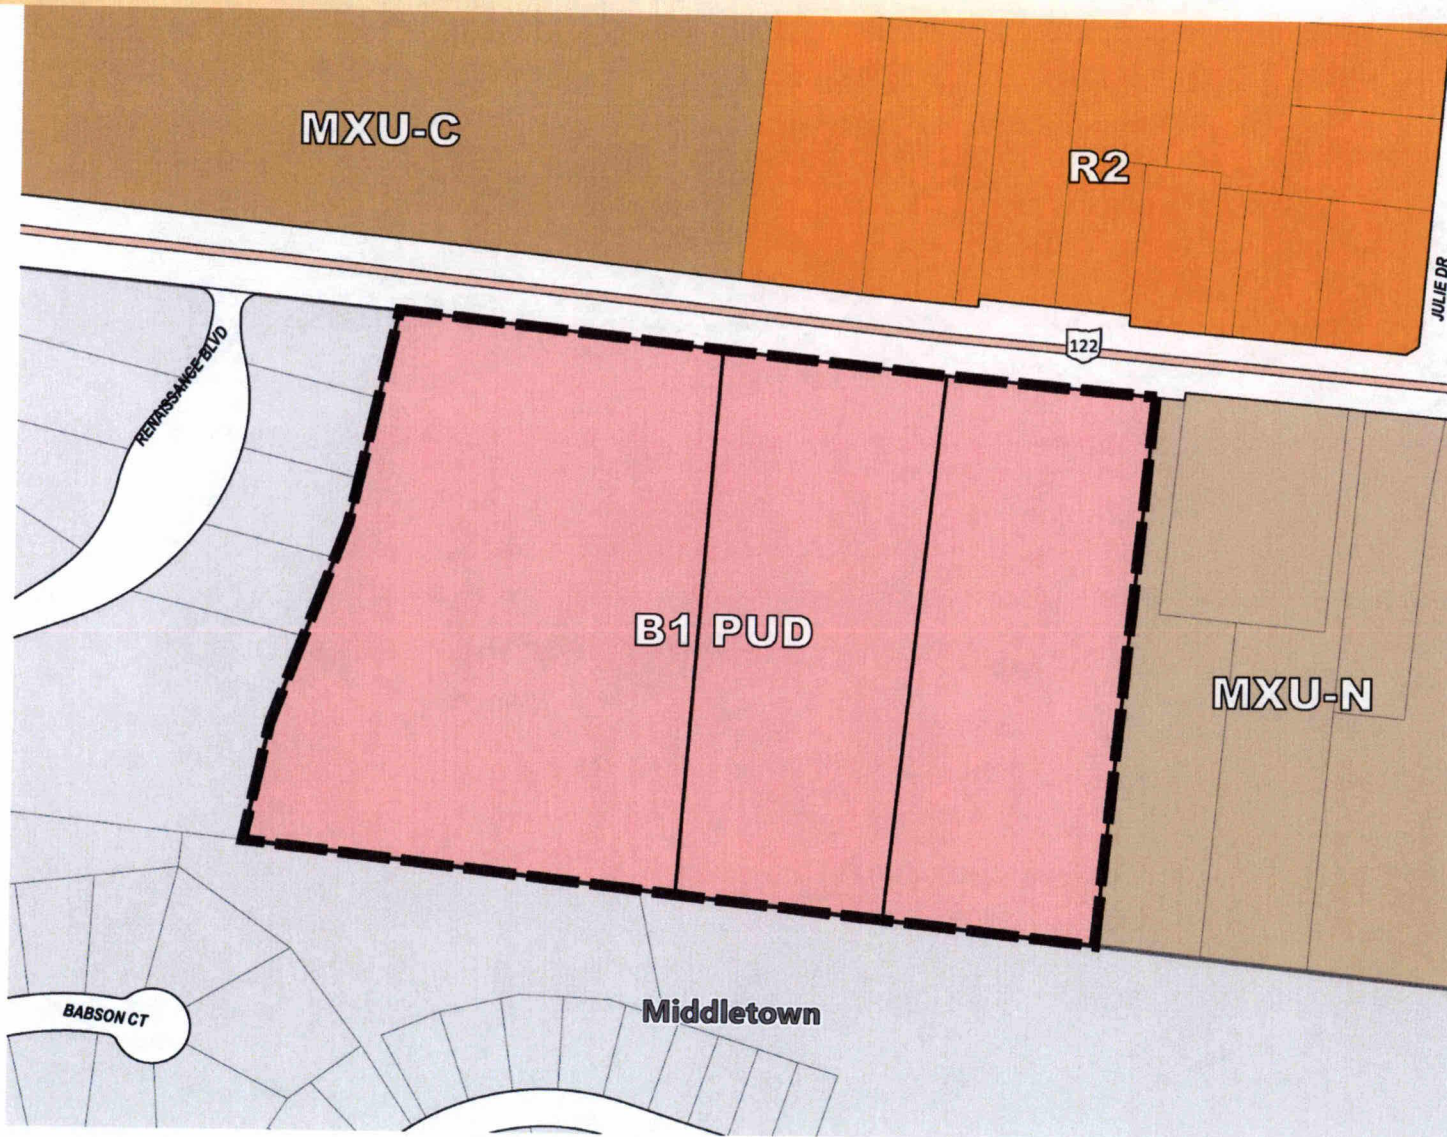 MXU-C
R2
JULIE DR
122
RENAISSANCE BLVD
B1 PUD
MXU-N
Middletown
BABSON CT